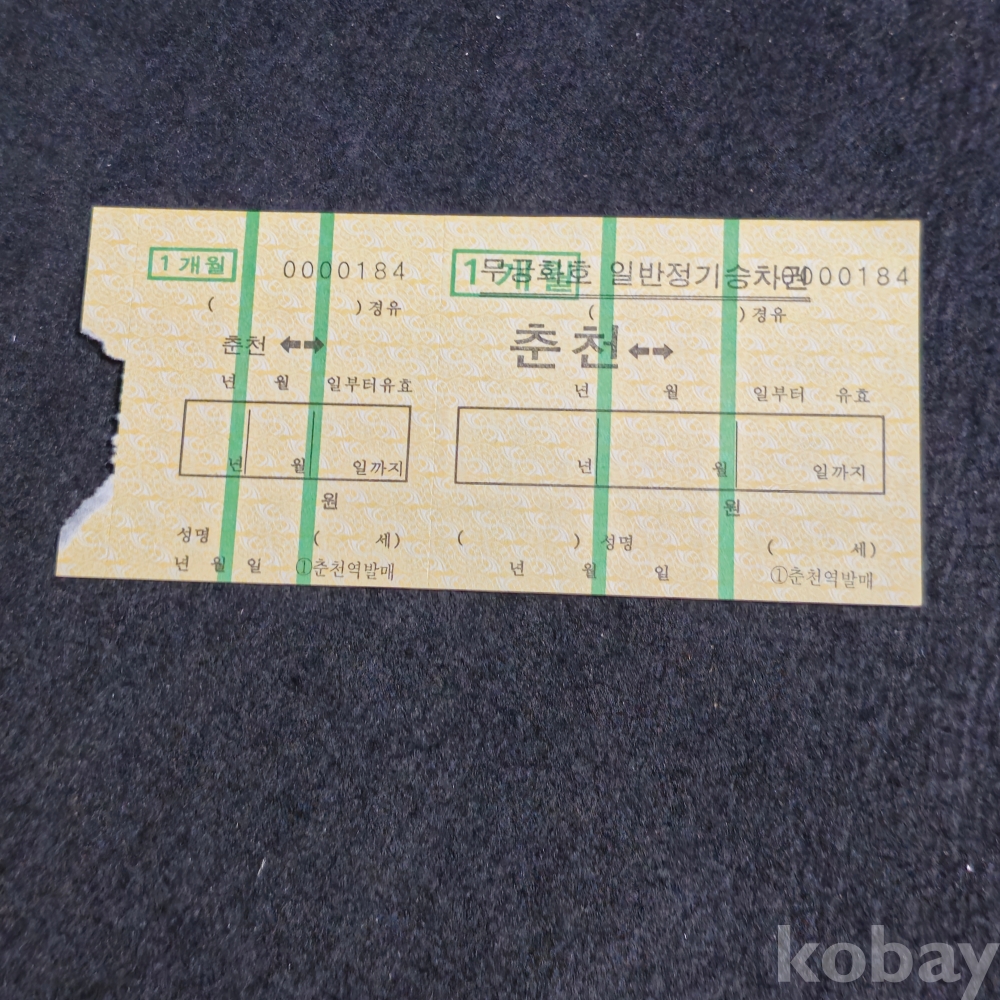 1개월 0000184
( )경유
춘천 ↔
년 월 일부터유효
년 월 일까지
원
성명 ( 세)
년 월 일 ①춘천역발매
1개월 무궁화호 일반정기승차권 0000184
( )경유
춘천 ↔
년 월 일부터 유효
년 월 일까지
원
( ) 성명 ( 세)
년 월 일 ①춘천역발매
kobay